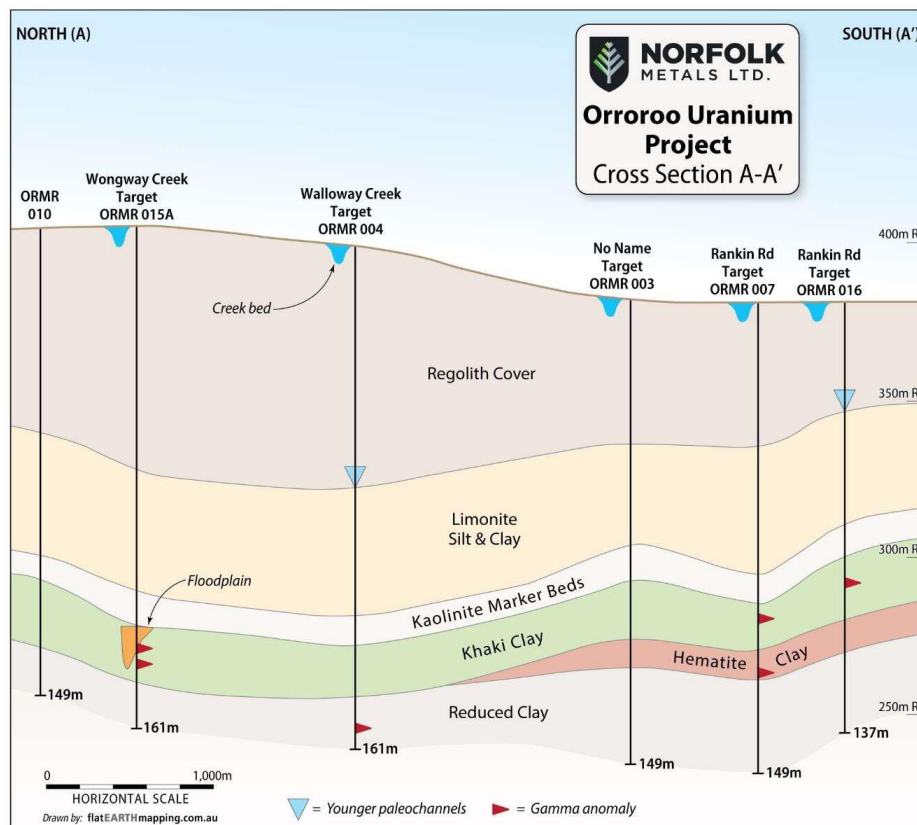 NORTH (A)
SOUTH (A')
NORFOLK
METALS LTD.
Orroroo Uranium
Project
Cross Section A-A'
ORMR
010
Wongway Creek
Target
ORMR 015A
Walloway Creek
Target
ORMR 004
No Name
Target
ORMR 003
Rankin Rd
Target
ORMR 007
Rankin Rd
Target
ORMR 016
400m R
Creek bed
Regolith Cover
350m R
Limonite
Silt & Clay
300m R
Floodplain
Kaolinite Marker Beds
Khaki Clay
Hematite Clay
Reduced Clay
250m R
149m
161m
161m
149m
149m
137m
0 1,000m
HORIZONTAL SCALE
Drawn by: flatEARTHmapping.com.au
= Younger paleochannels
= Gamma anomaly